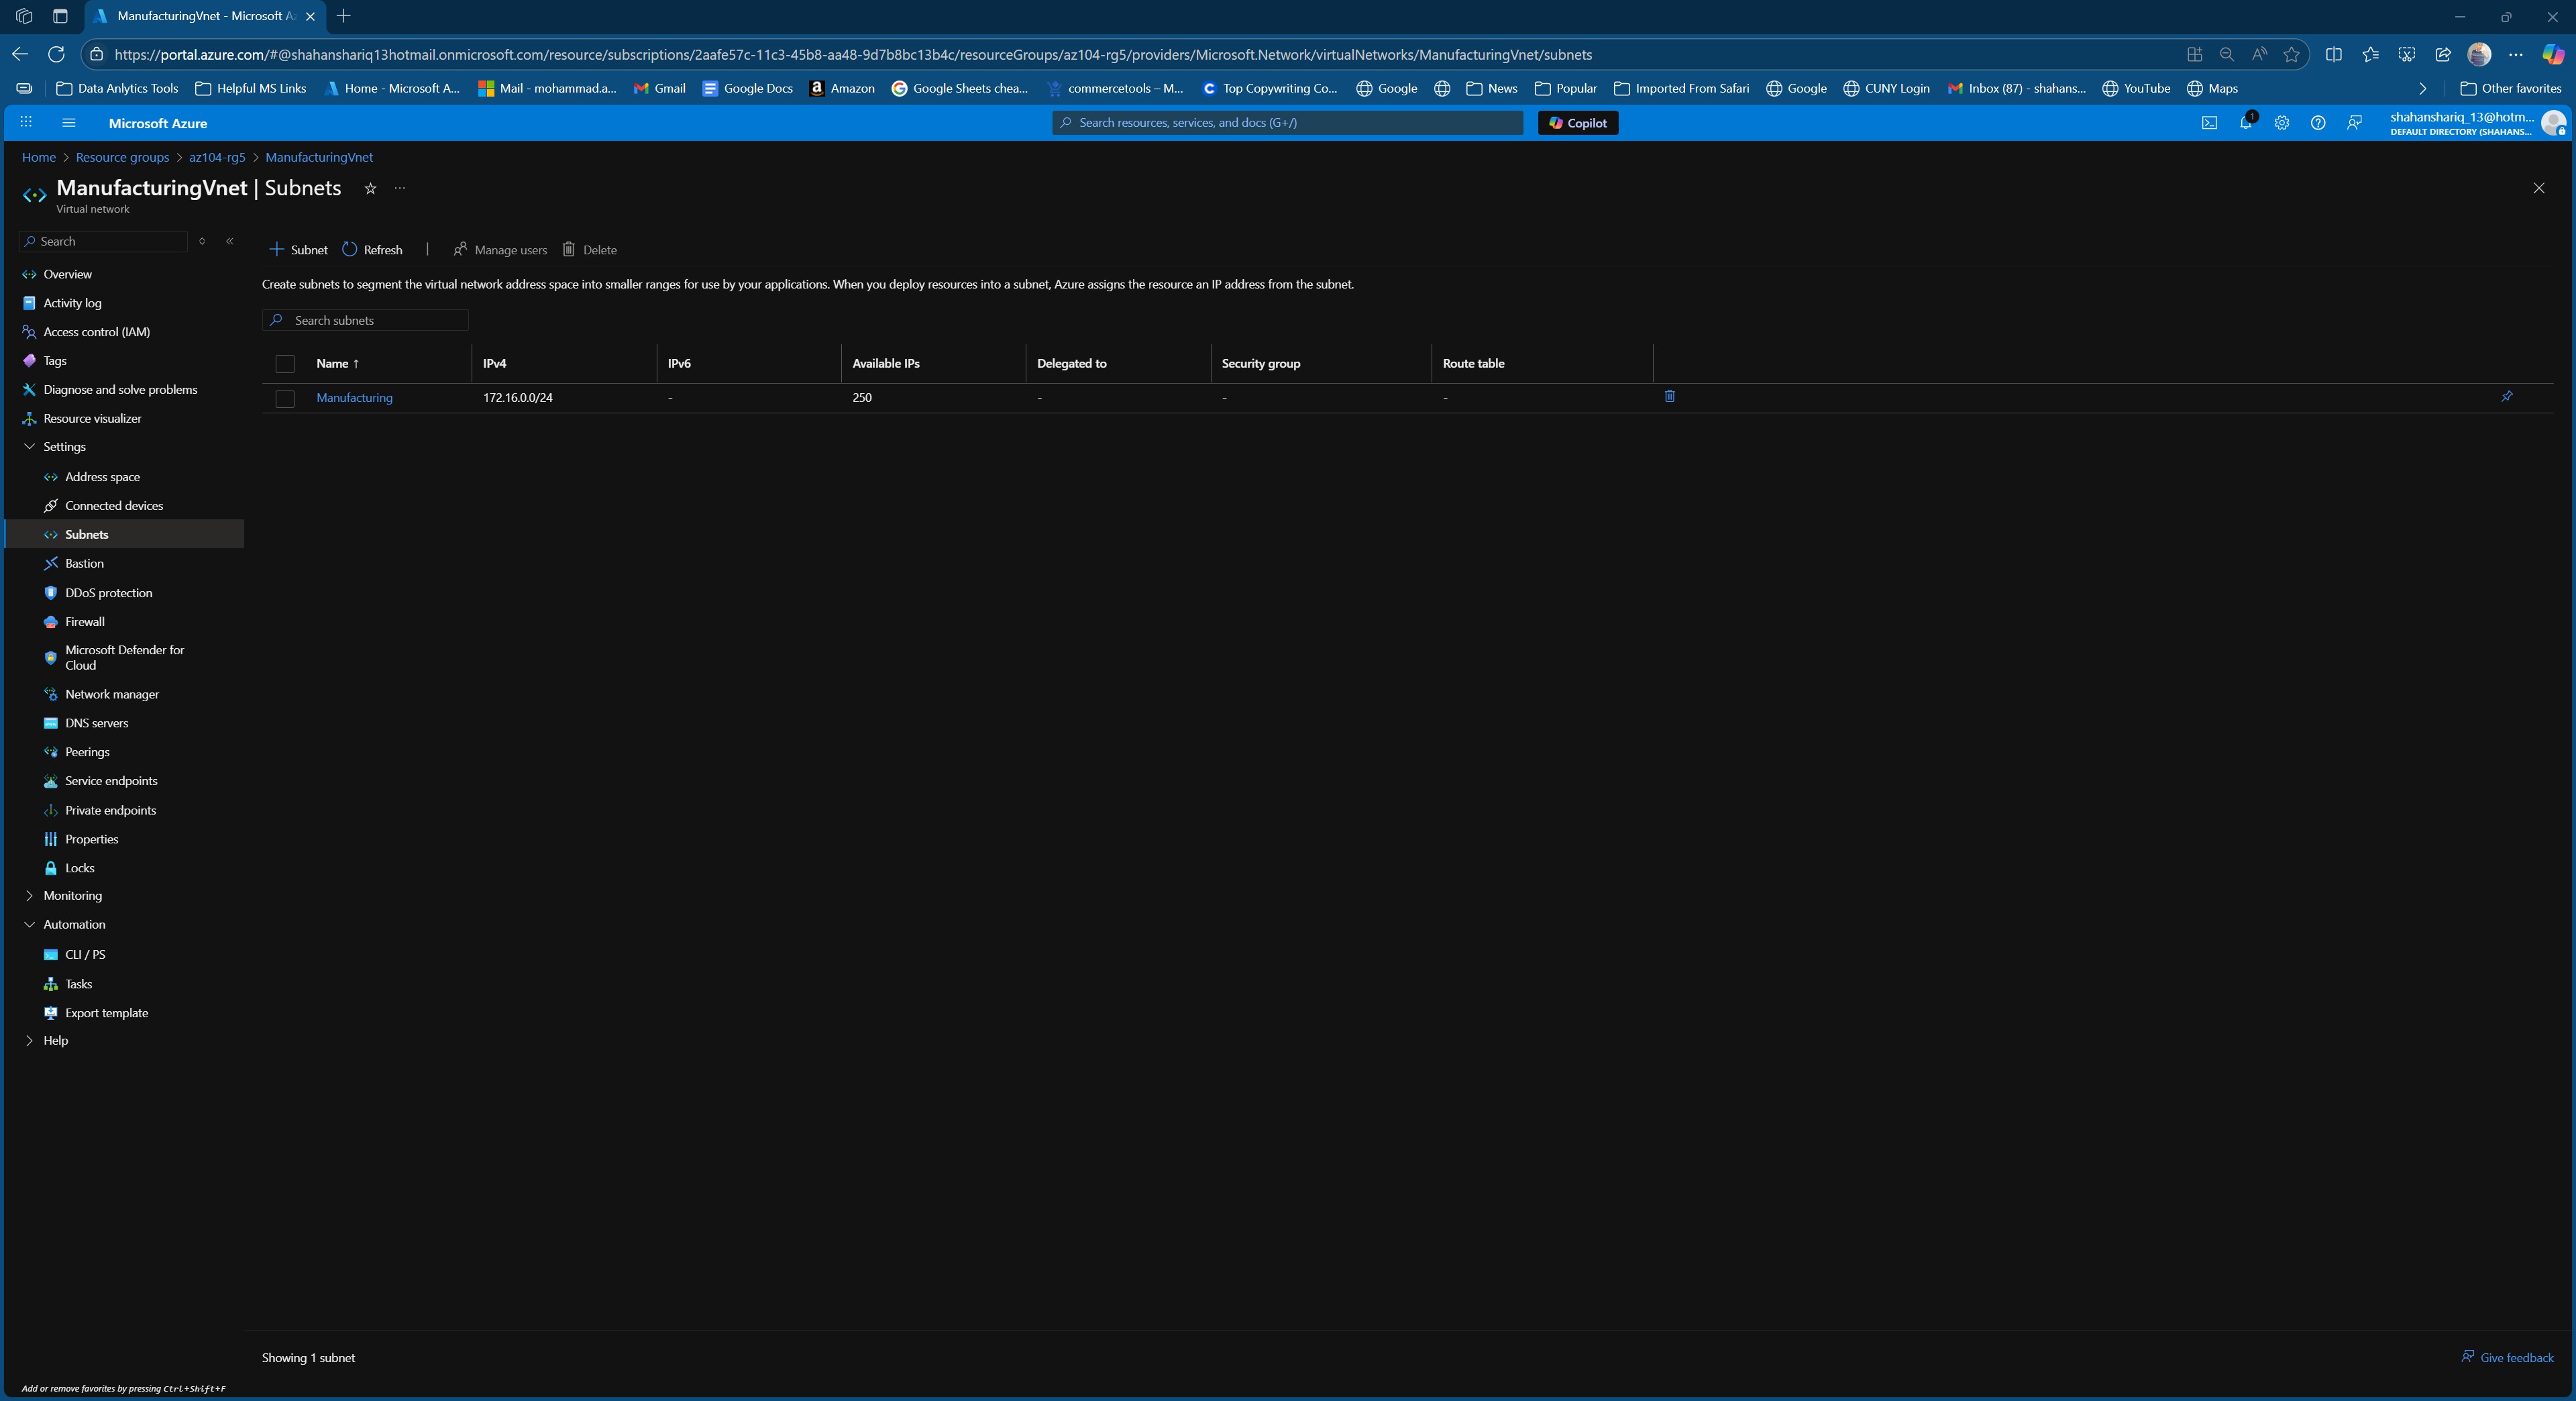 ManufacturingVnet - Microsoft Az
https://portal.azure.com/#@shahanshariq13hotmail.onmicrosoft.com/resource/subscriptions/2aafe57c-11c3-45b8-aa48-9d7b8bc13b4c/resourceGroups/az104-rg5/providers/Microsoft.Network/virtualNetworks/ManufacturingVnet/subnets
Data Anlytics Tools Helpful MS Links Home - Microsoft A... Mail - mohammad.a... Gmail Google Docs Amazon Google Sheets chea... commercetools – M... Top Copywriting Co... Google News Popular Imported From Safari Google CUNY Login Inbox (87) - shahans... YouTube Maps Other favorites
Microsoft Azure
Search resources, services, and docs (G+/)
Copilot
1
shahanshariq_13@hotm...
DEFAULT DIRECTORY (SHAHANS...
Home > Resource groups > az104-rg5 > ManufacturingVnet
ManufacturingVnet | Subnets
Virtual network
Search
Overview
Activity log
Access control (IAM)
Tags
Diagnose and solve problems
Resource visualizer
Settings
Address space
Connected devices
Subnets
Bastion
DDoS protection
Firewall
Microsoft Defender for
Cloud
Network manager
DNS servers
Peerings
Service endpoints
Private endpoints
Properties
Locks
Monitoring
Automation
CLI / PS
Tasks
Export template
Help
Subnet Refresh | Manage users Delete
Create subnets to segment the virtual network address space into smaller ranges for use by your applications. When you deploy resources into a subnet, Azure assigns the resource an IP address from the subnet.
Search subnets
Name ↑ IPv4 IPv6 Available IPs Delegated to Security group Route table
Manufacturing 172.16.0.0/24 - 250 - - -
Showing 1 subnet
Give feedback
Add or remove favorites by pressing Ctrl+Shift+F